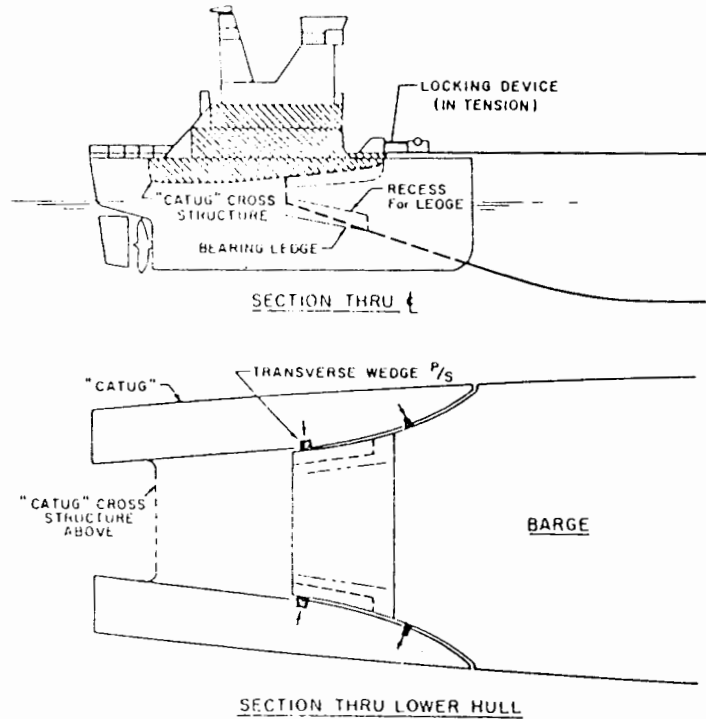 LOCKING DEVICE
(IN TENSION)
"CATUG" CROSS
STRUCTURE
RECESS
For LEDGE
BEARING LEDGE
SECTION THRU ℄
"CATUG"
TRANSVERSE WEDGE P/S
"CATUG" CROSS
STRUCTURE
ABOVE
BARGE
SECTION THRU LOWER HULL